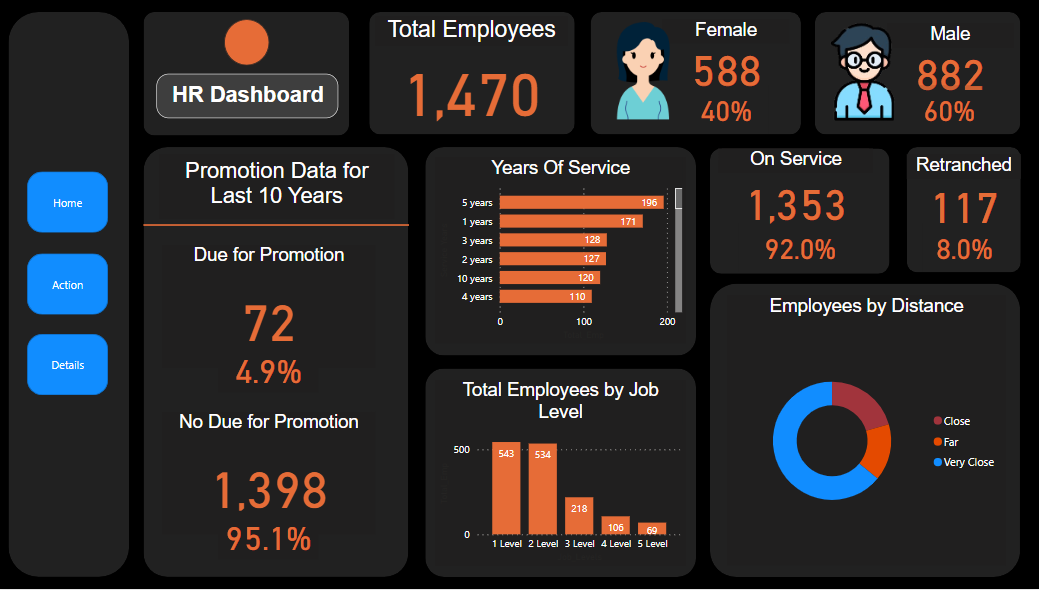 HR Dashboard
Total Employees
1,470
Female
588
40%
Male
882
60%
Home
Action
Details
Promotion Data for
Last 10 Years
Due for Promotion
72
4.9%
No Due for Promotion
1,398
95.1%
Years Of Service
5 years 196
1 years 171
3 years 128
2 years 127
10 years 120
4 years 110
0 100 200
Total Employees by Job
Level
500
543 534 218 106 69
0
1 Level 2 Level 3 Level 4 Level 5 Level
On Service
1,353
92.0%
Retranched
117
8.0%
Employees by Distance
Close
Far
Very Close